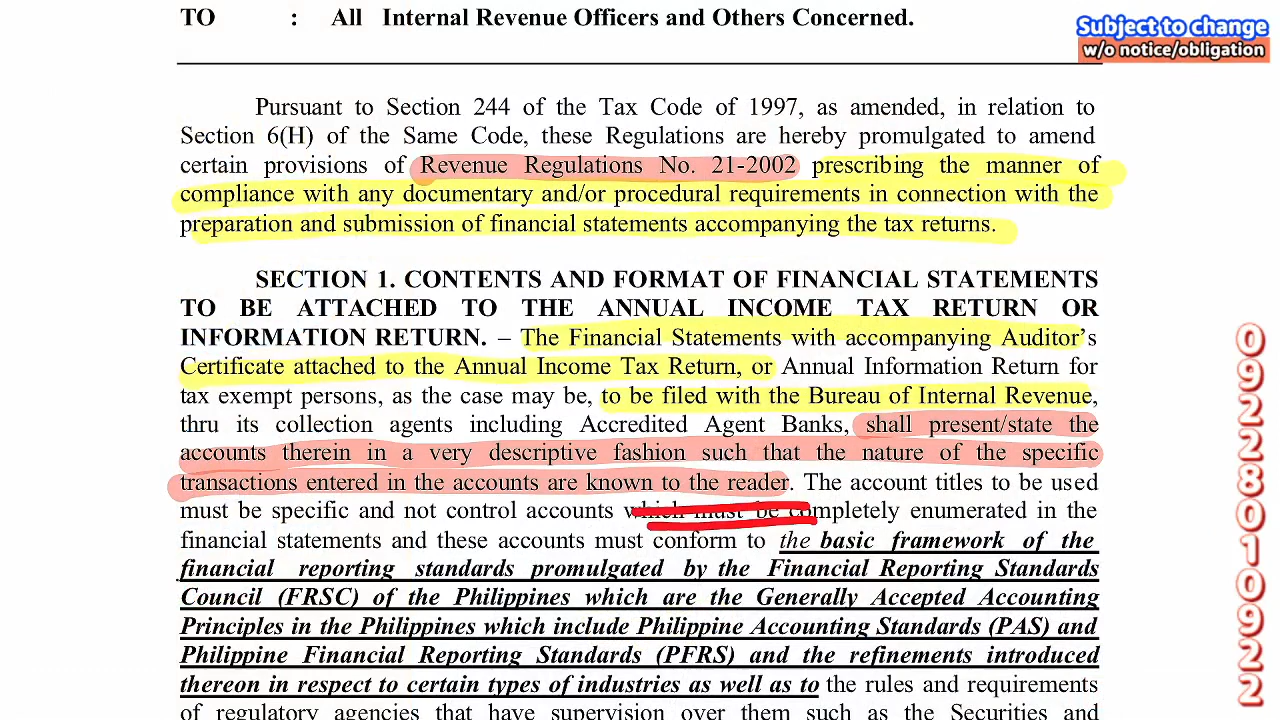 TO : All Internal Revenue Officers and Others Concerned.
Subject to change
w/o notice/obligation
Pursuant to Section 244 of the Tax Code of 1997, as amended, in relation to
Section 6(H) of the Same Code, these Regulations are hereby promulgated to amend
certain provisions of Revenue Regulations No. 21-2002 prescribing the manner of
compliance with any documentary and/or procedural requirements in connection with the
preparation and submission of financial statements accompanying the tax returns.
SECTION 1. CONTENTS AND FORMAT OF FINANCIAL STATEMENTS
TO BE ATTACHED TO THE ANNUAL INCOME TAX RETURN OR
INFORMATION RETURN. – The Financial Statements with accompanying Auditor's
Certificate attached to the Annual Income Tax Return, or Annual Information Return for
tax exempt persons, as the case may be, to be filed with the Bureau of Internal Revenue,
thru its collection agents including Accredited Agent Banks, shall present/state the
accounts therein in a very descriptive fashion such that the nature of the specific
transactions entered in the accounts are known to the reader. The account titles to be used
must be specific and not control accounts which must be completely enumerated in the
financial statements and these accounts must conform to the basic framework of the
financial reporting standards promulgated by the Financial Reporting Standards
Council (FRSC) of the Philippines which are the Generally Accepted Accounting
Principles in the Philippines which include Philippine Accounting Standards (PAS) and
Philippine Financial Reporting Standards (PFRS) and the refinements introduced
thereon in respect to certain types of industries as well as to the rules and requirements
of regulatory agencies that have supervision over them such as the Securities and
09228010922